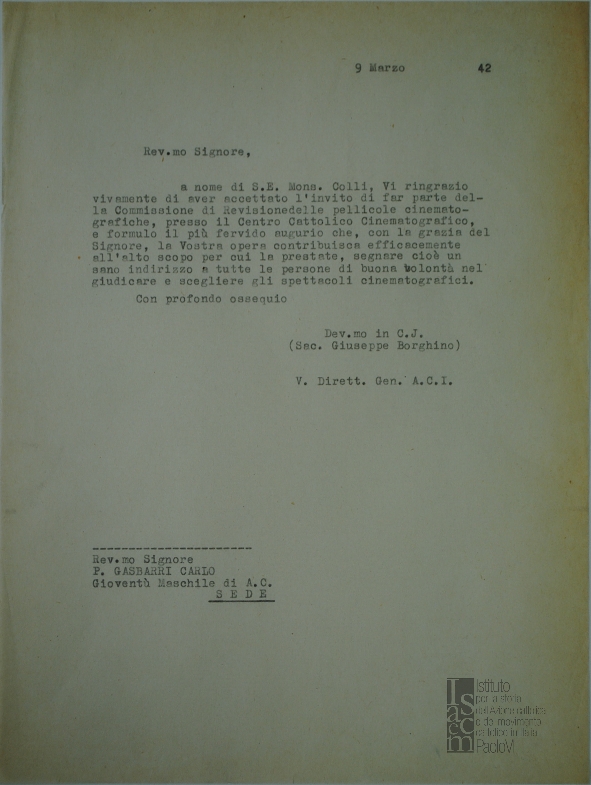 9 Marzo 42
Rev.mo Signore,
a nome di S.E. Mons. Colli, Vi ringrazio
vivamente di aver accettato l'invito di far parte del-
la Commissione di Revisionedelle pellicole cinemato-
grafiche, presso il Centro Cattolico Cinematografico,
e formulo il più fervido augurio che, con la grazia del
Signore, la Vostra opera contribuisca efficacemente
all'alto scopo per cui la prestate, segnare cioè un
sano indirizzo a tutte le persone di buona volontà nel
giudicare e scegliere gli spettacoli cinematografici.
Con profondo ossequio
Dev.mo in C.J.
(Sac. Giuseppe Borghino)
V. Dirett. Gen. A.C.I.
----------------------
Rev.mo Signore
P. GASBARRI CARLO
Gioventù Maschile di A.C.
S E D E
Isacem
Istituto
per la storia
dell'Azione cattolica
e del movimento
cattolico in Italia
Paolo VI